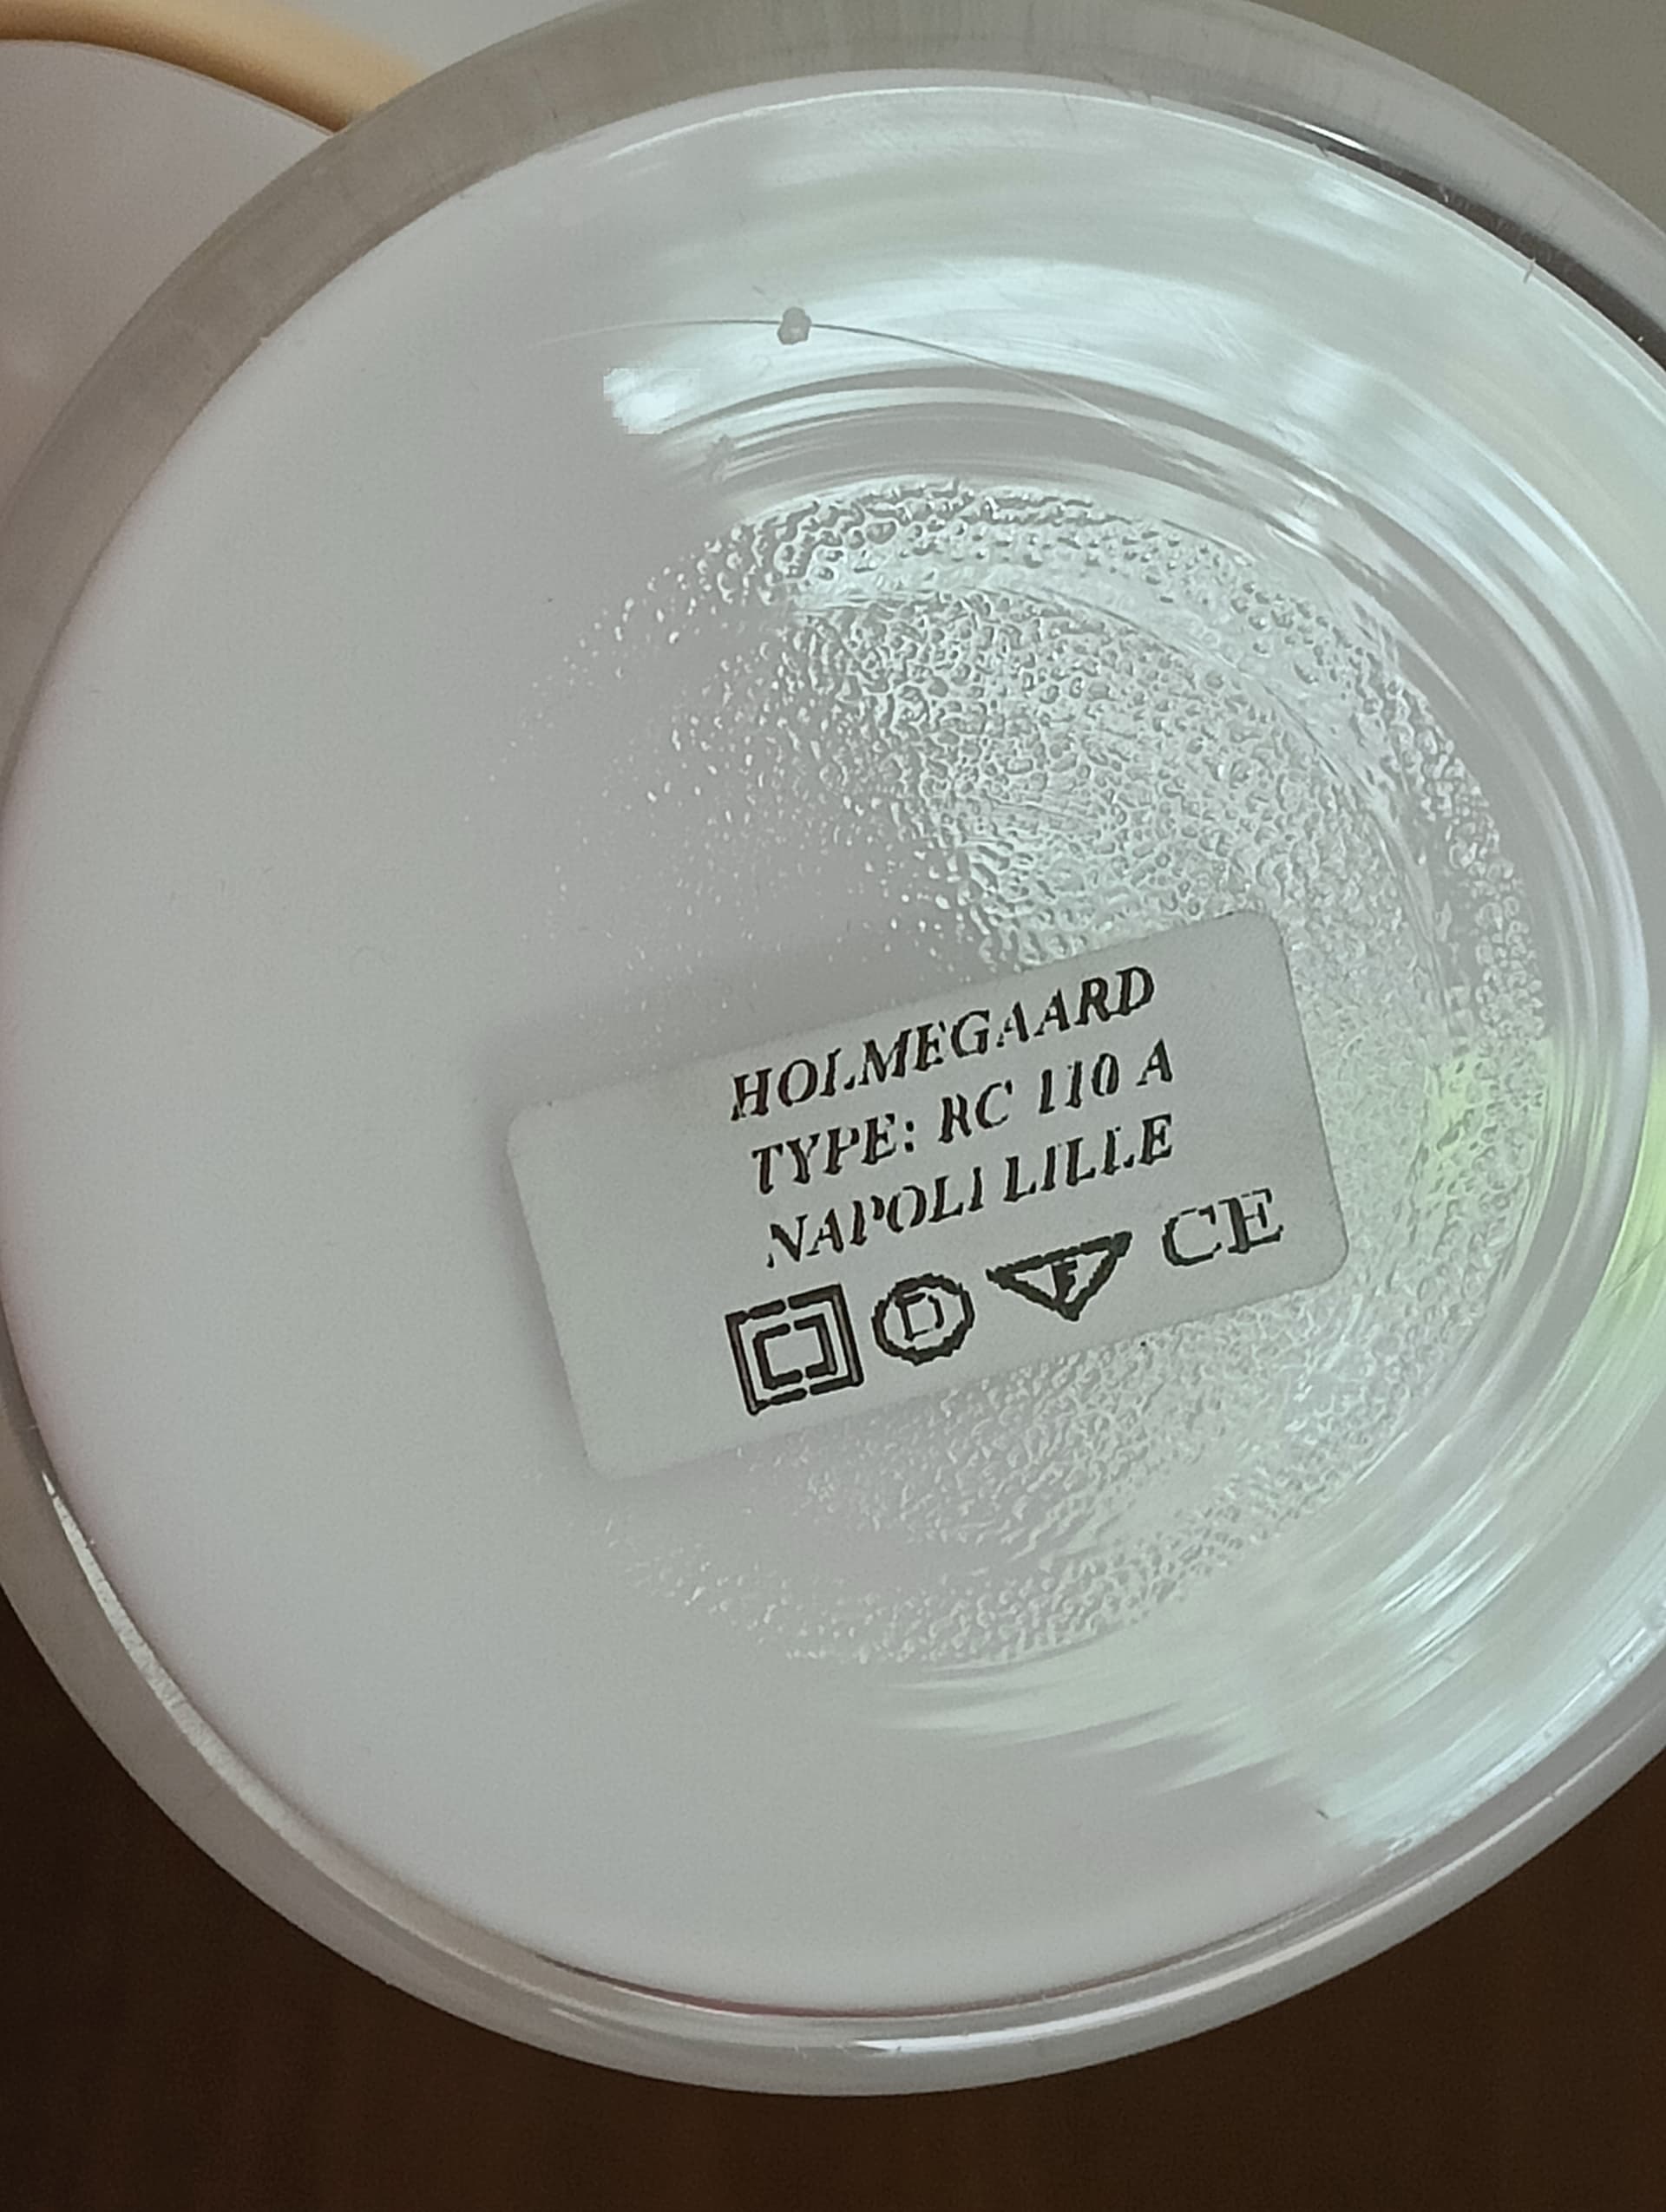 HOLMEGAARD
TYPE: RC 110 A
NAPOLI LILLE
D F CE